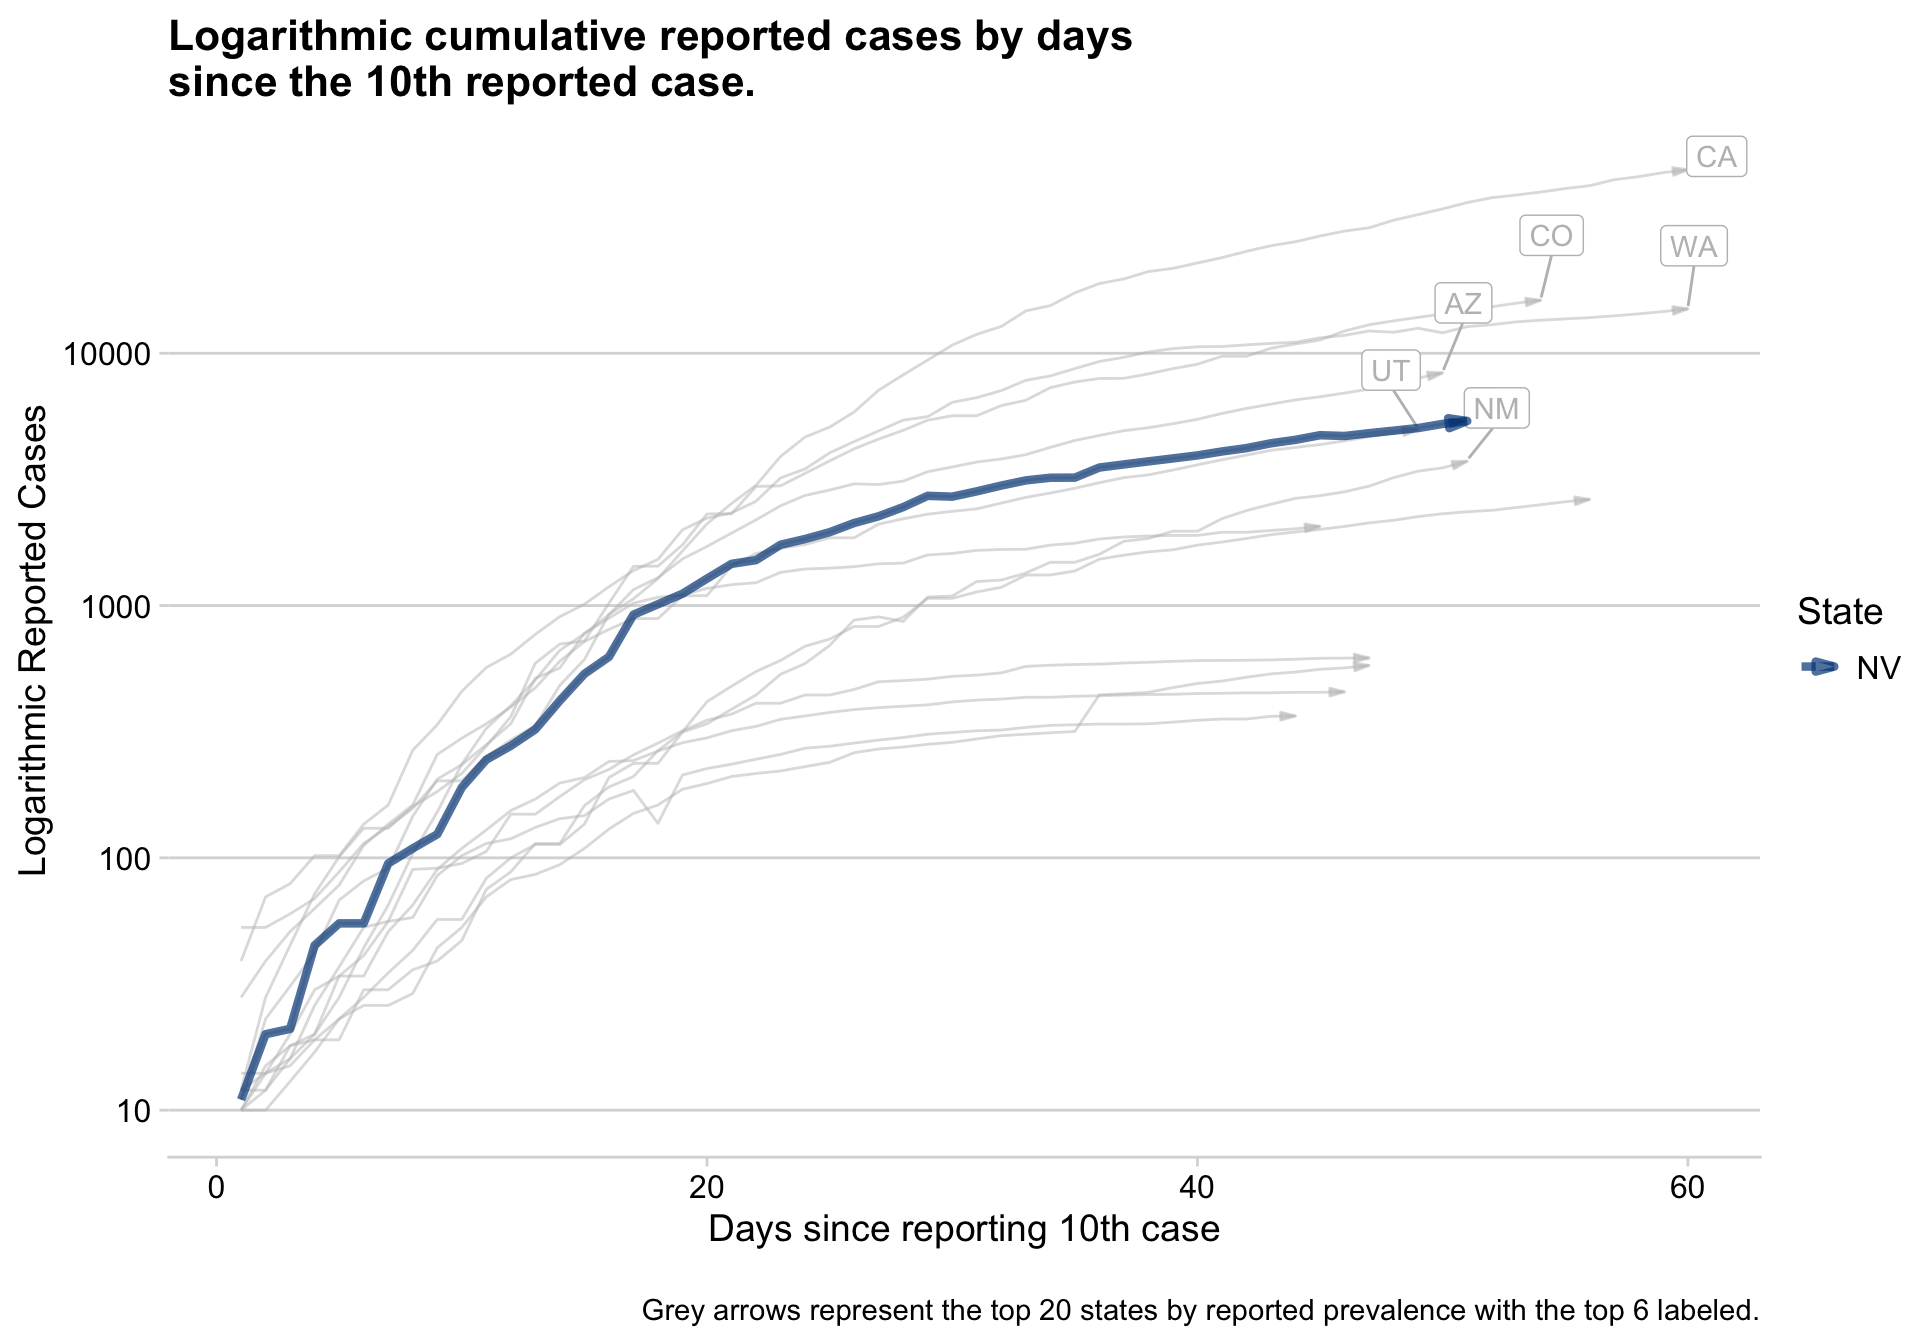 Logarithmic cumulative reported cases by days
since the 10th reported case.
CA
CO
WA
AZ
UT
NM
10000
1000
100
10
Logarithmic Reported Cases
State
NV
0 20 40 60
Days since reporting 10th case
Grey arrows represent the top 20 states by reported prevalence with the top 6 labeled.